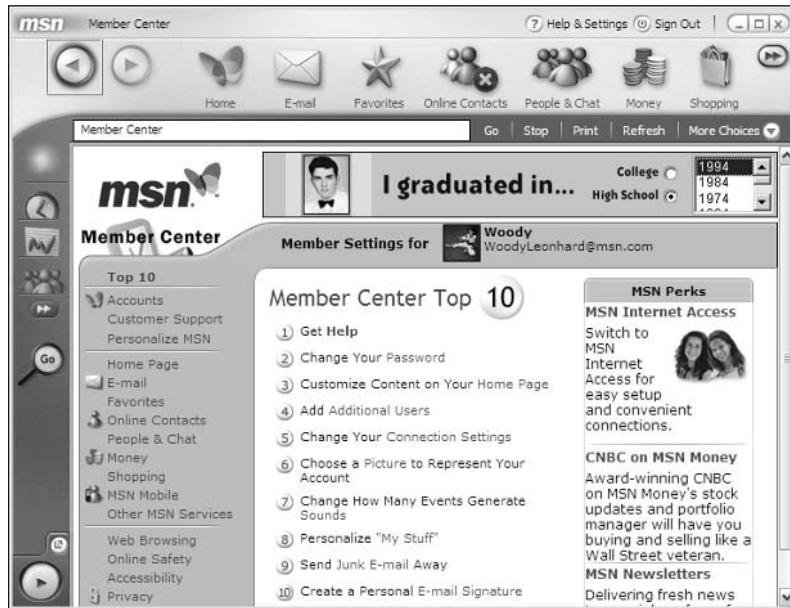 msn Member Center
? Help & Settings Sign Out
Home E-mail Favorites Online Contacts People & Chat Money Shopping
Member Center Go Stop Print Refresh More Choices
msn
I graduated in...
College
High School
1994
1984
1974
Member Center
Member Settings for
Woody
WoodyLeonhard@msn.com
Go
Top 10
Accounts
Customer Support
Personalize MSN
Home Page
E-mail
Favorites
Online Contacts
People & Chat
Money
Shopping
MSN Mobile
Other MSN Services
Web Browsing
Online Safety
Accessibility
Privacy
Member Center Top 10
1 Get Help
2 Change Your Password
3 Customize Content on Your Home Page
4 Add Additional Users
5 Change Your Connection Settings
6 Choose a Picture to Represent Your
Account
7 Change How Many Events Generate
Sounds
8 Personalize "My Stuff"
9 Send Junk E-mail Away
10 Create a Personal E-mail Signature
MSN Perks
MSN Internet Access
Switch to
MSN
Internet
Access for
easy setup
and convenient
connections.
CNBC on MSN Money
Award-winning CNBC
on MSN Money's stock
updates and portfolio
manager will have you
buying and selling like a
Wall Street veteran.
MSN Newsletters
Delivering fresh news